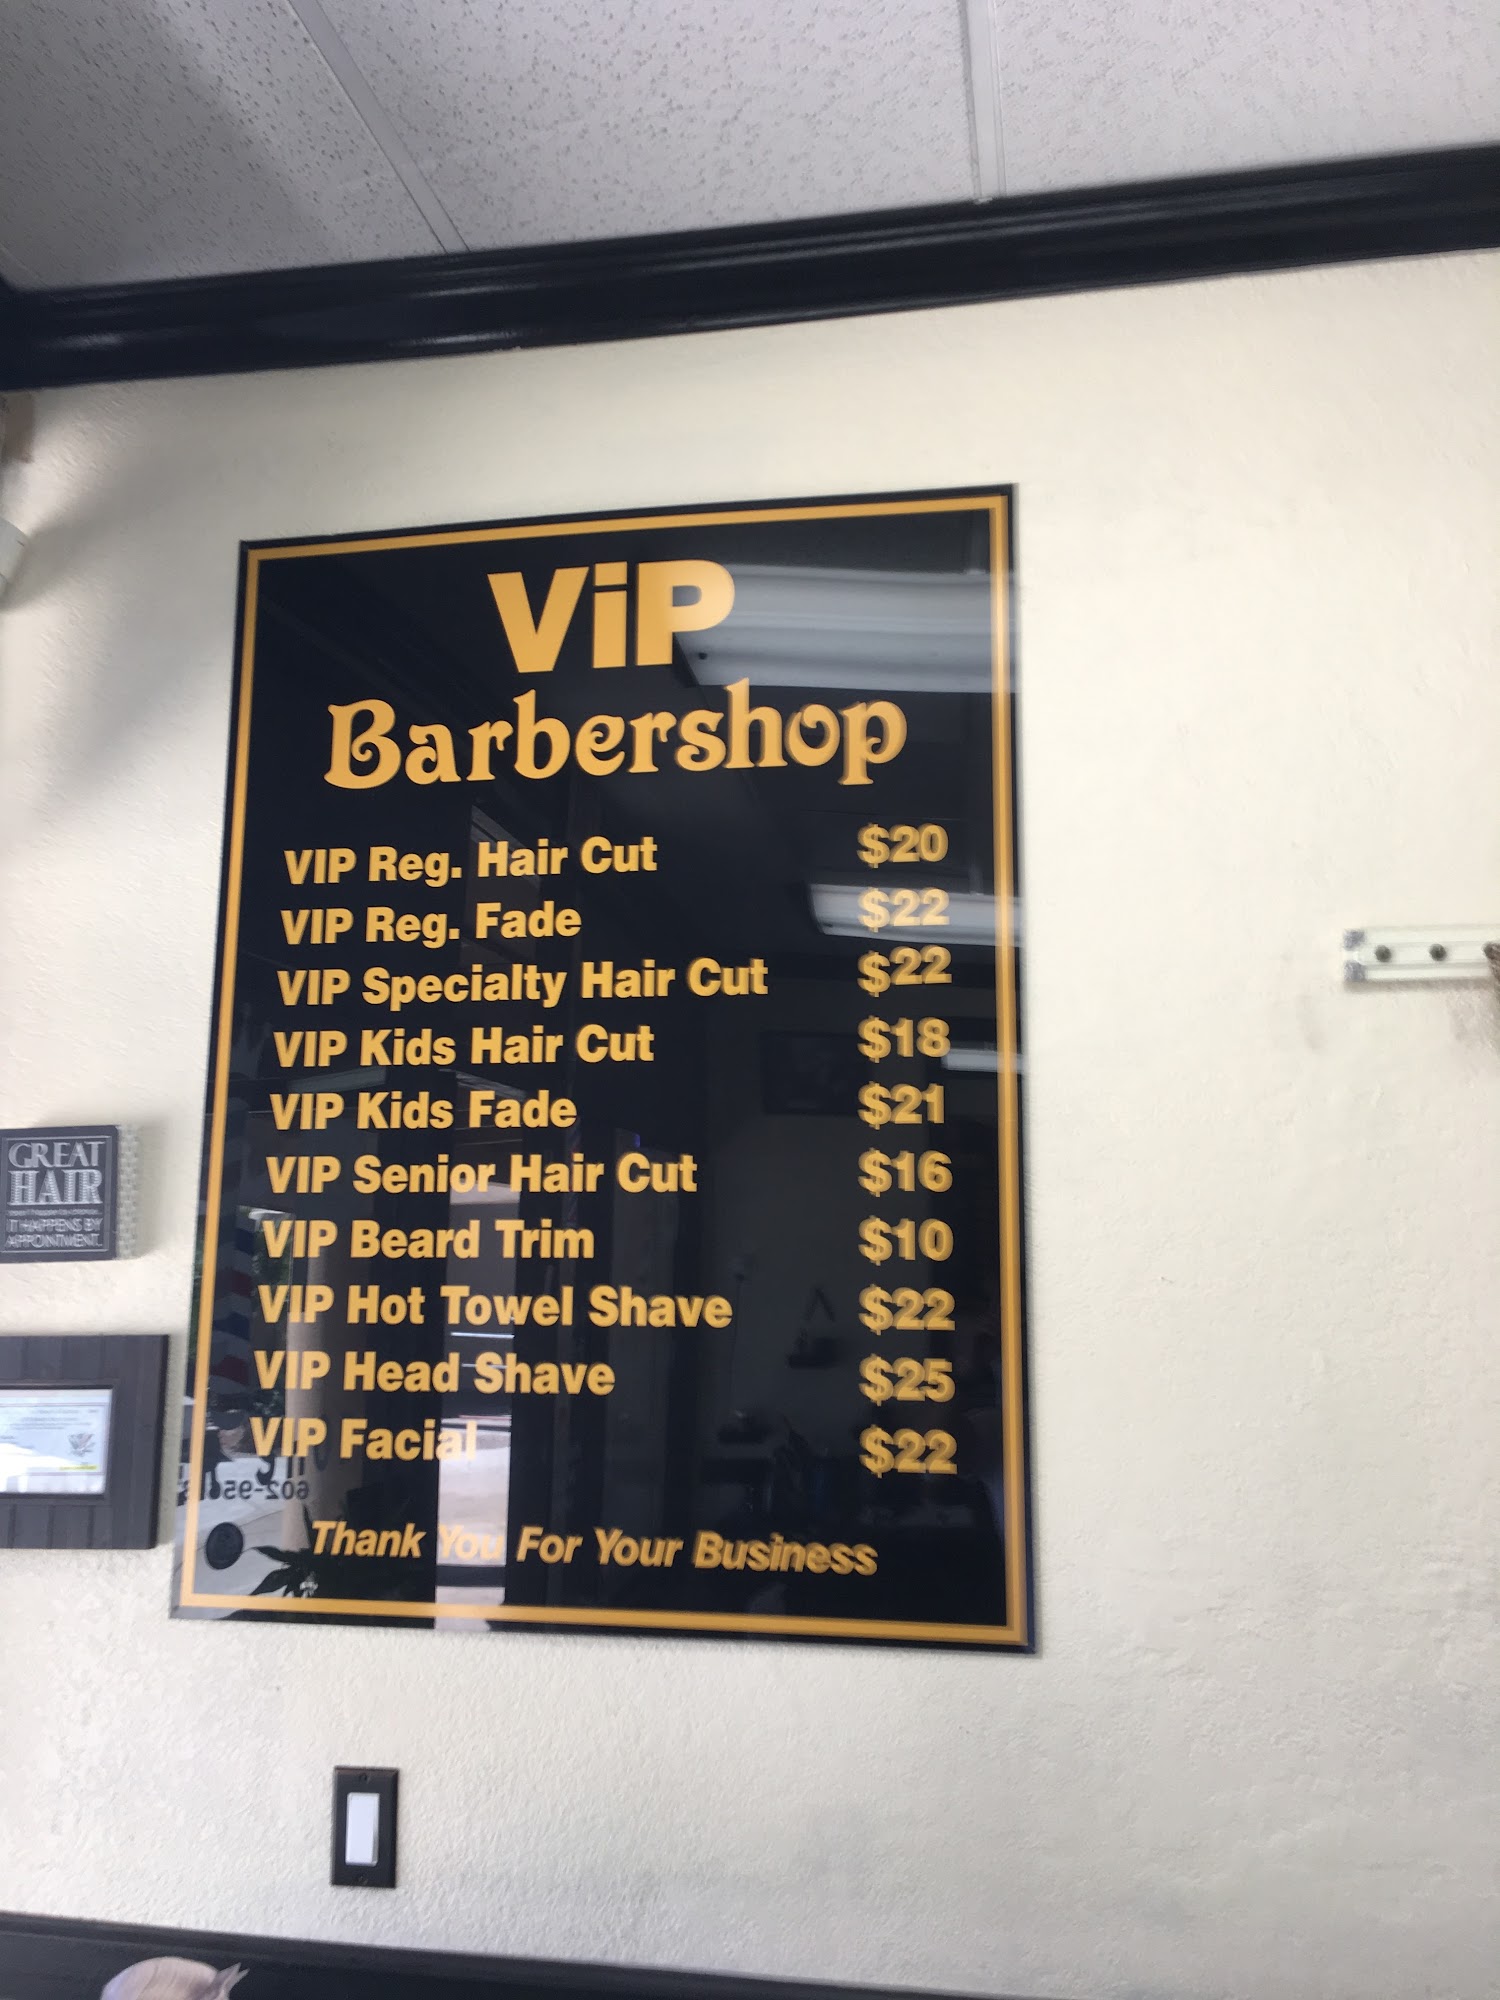 ViP
Barbershop
VIP Reg. Hair Cut $20
VIP Reg. Fade $22
VIP Specialty Hair Cut $22
VIP Kids Hair Cut $18
VIP Kids Fade $21
VIP Senior Hair Cut $16
VIP Beard Trim $10
VIP Hot Towel Shave $22
VIP Head Shave $25
VIP Facial $22
Thank You For Your Business
GREAT
HAIR
IT HAPPENS BY
APPOINTMENT.